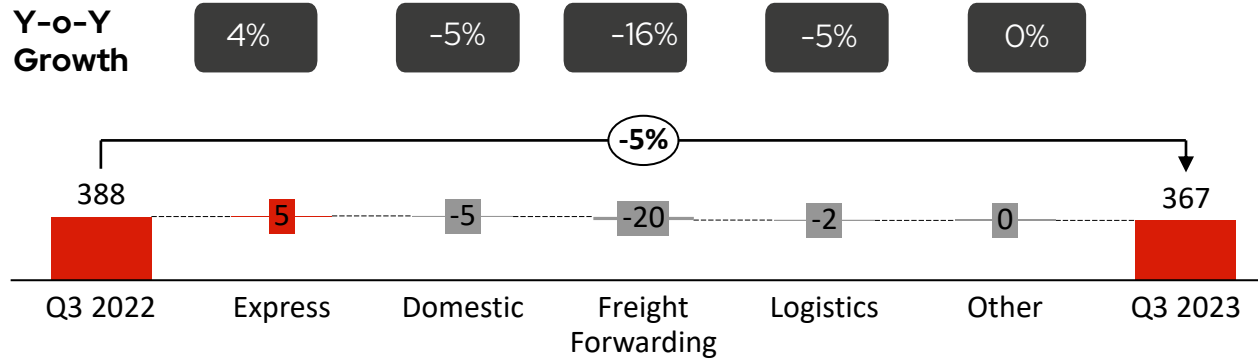 Y-o-Y
Growth
4%
-5%
-16%
-5%
0%
-5%
388
5
-5
-20
-2
0
367
Q3 2022
Express
Domestic
Freight
Forwarding
Logistics
Other
Q3 2023